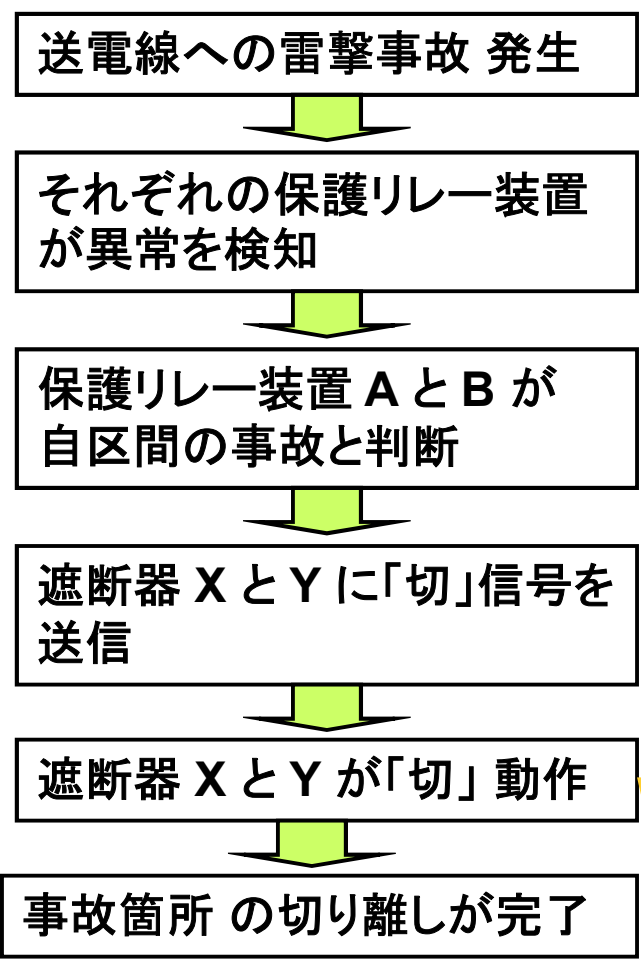 送電線への雷撃事故 発生
それぞれの保護リレー装置
が異常を検知
保護リレー装置 A と B が
自区間の事故と判断
遮断器 X と Y に「切」信号を
送信
遮断器 X と Y が「切」 動作
事故箇所 の切り離しが完了